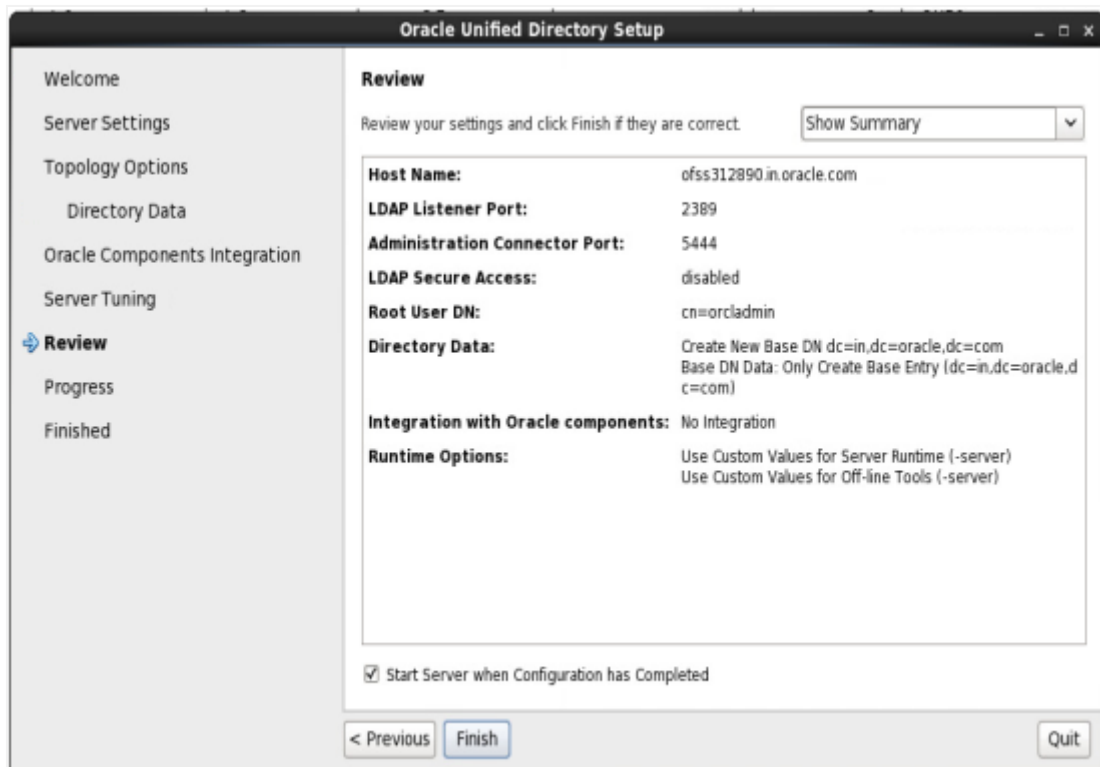 Oracle Unified Directory Setup
Welcome
Server Settings
Topology Options
Directory Data
Oracle Components Integration
Server Tuning
Review
Progress
Finished
Review
Review your settings and click Finish if they are correct.
Show Summary
Host Name: ofss312890.in.oracle.com
LDAP Listener Port: 2389
Administration Connector Port: 5444
LDAP Secure Access: disabled
Root User DN: cn=orcladmin
Directory Data: Create New Base DN dc=in,dc=oracle,dc=com
Base DN Data: Only Create Base Entry (dc=in,dc=oracle,d
c=com)
Integration with Oracle components: No Integration
Runtime Options: Use Custom Values for Server Runtime (-server)
Use Custom Values for Off-line Tools (-server)
Start Server when Configuration has Completed
< Previous
Finish
Quit